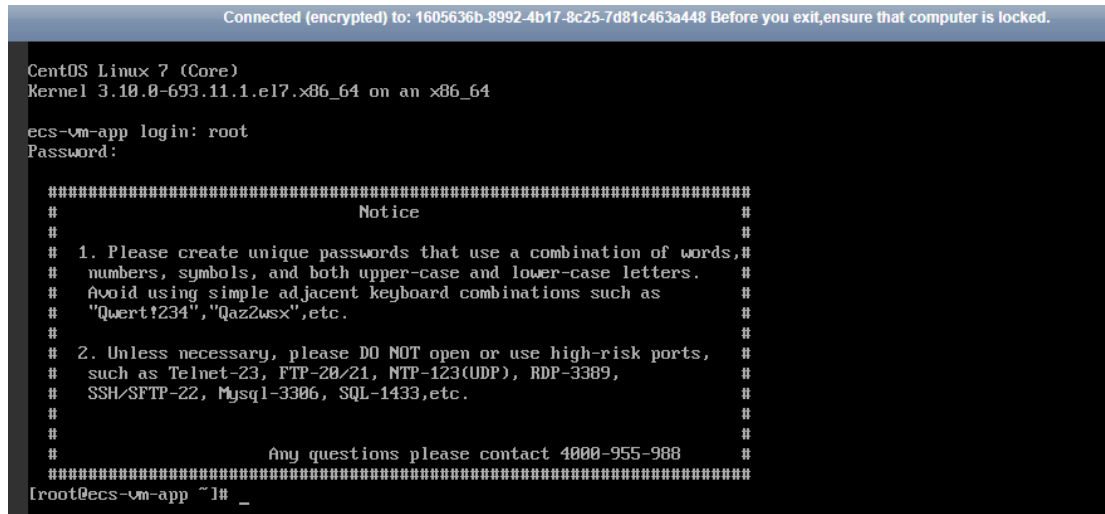 Connected (encrypted) to: 1605636b-8992-4b17-8c25-7d81c463a448 Before you exit,ensure that computer is locked.
CentOS Linux 7 (Core)
Kernel 3.10.0-693.11.1.el7.x86_64 on an x86_64
ecs-vm-app login: root
Password:
######################################################################
# Notice #
# #
# 1. Please create unique passwords that use a combination of words,#
# numbers, symbols, and both upper-case and lower-case letters. #
# Avoid using simple adjacent keyboard combinations such as #
# "Qwert!234","Qaz2wsx",etc. #
# #
# 2. Unless necessary, please DO NOT open or use high-risk ports, #
# such as Telnet-23, FTP-20/21, NTP-123(UDP), RDP-3389, #
# SSH/SFTP-22, Mysql-3306, SQL-1433,etc. #
# #
# #
# Any questions please contact 4000-955-988 #
######################################################################
[root@ecs-vm-app ~]# _